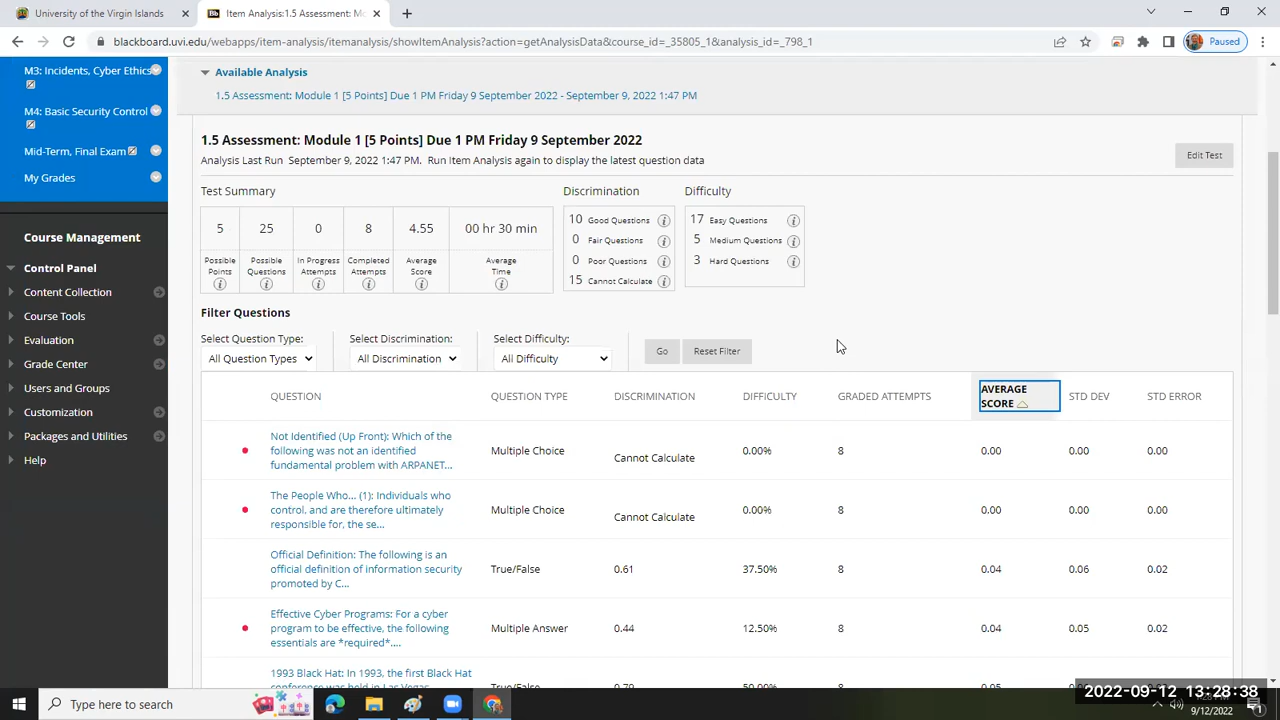 University of the Virgin Islands
Item Analysis:1.5 Assessment: Mo
blackboard.uvi.edu/webapps/item-analysis/itemanalysis/showItemAnalysis?action=getAnalysisData&course_id=_35805_1&analysis_id=_798_1
Paused
M3: Incidents, Cyber Ethics
M4: Basic Security Control
Mid-Term, Final Exam
My Grades
Course Management
Control Panel
Content Collection
Course Tools
Evaluation
Grade Center
Users and Groups
Customization
Packages and Utilities
Help
Available Analysis
1.5 Assessment: Module 1 [5 Points] Due 1 PM Friday 9 September 2022 - September 9, 2022 1:47 PM
1.5 Assessment: Module 1 [5 Points] Due 1 PM Friday 9 September 2022
Analysis Last Run September 9, 2022 1:47 PM. Run Item Analysis again to display the latest question data
Edit Test
Test Summary
5 25 0 8 4.55 00 hr 30 min
Possible Points
Possible Questions
In Progress Attempts
Completed Attempts
Average Score
Average Time
Discrimination
10 Good Questions
0 Fair Questions
0 Poor Questions
15 Cannot Calculate
Difficulty
17 Easy Questions
5 Medium Questions
3 Hard Questions
Filter Questions
Select Question Type: Select Discrimination: Select Difficulty:
All Question Types All Discrimination All Difficulty Go Reset Filter
QUESTION QUESTION TYPE DISCRIMINATION DIFFICULTY GRADED ATTEMPTS AVERAGE SCORE STD DEV STD ERROR
Not Identified (Up Front): Which of the
following was not an identified
fundamental problem with ARPANET...
Multiple Choice Cannot Calculate 0.00% 8 0.00 0.00 0.00
The People Who... (1): Individuals who
control, and are therefore ultimately
responsible for, the se...
Multiple Choice Cannot Calculate 0.00% 8 0.00 0.00 0.00
Official Definition: The following is an
official definition of information security
promoted by C...
True/False 0.61 37.50% 8 0.04 0.06 0.02
Effective Cyber Programs: For a cyber
program to be effective, the following
essentials are *required*....
Multiple Answer 0.44 12.50% 8 0.04 0.05 0.02
1993 Black Hat: In 1993, the first Black Hat
Type here to search
2022-09-12 13:28:38
9/12/2022